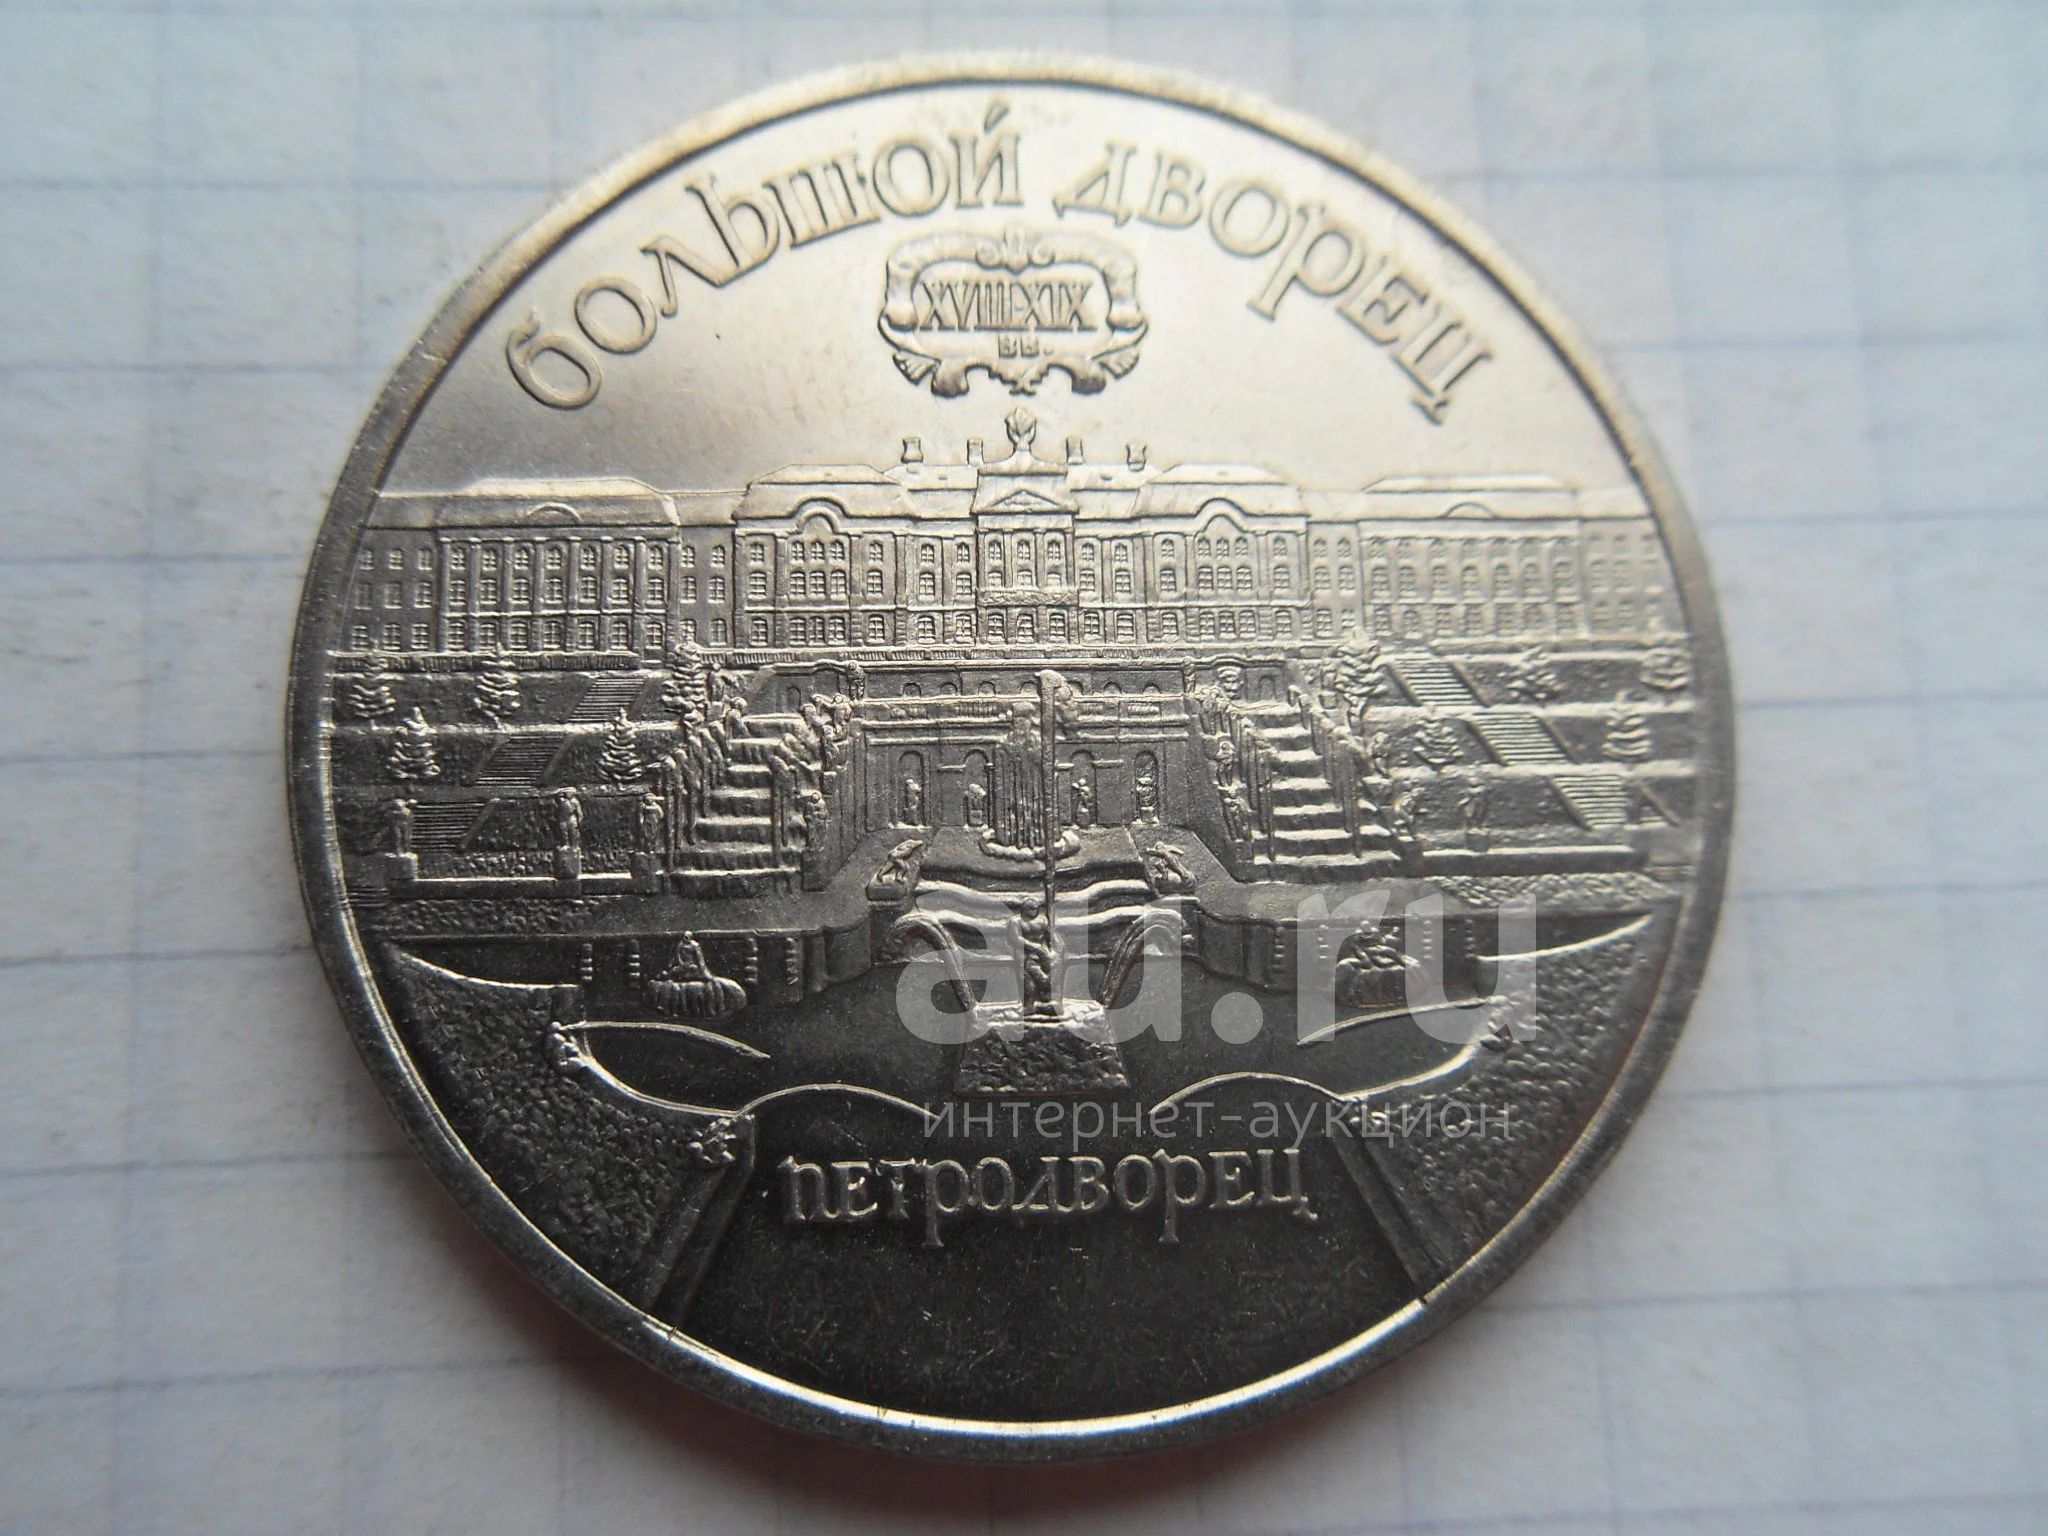 БОЛЬШОЙ ДВОРЕЦ
XVIII-XIX
ВВ.
au.ru
интернет-аукцион
ПЕТРОДВОРЕЦ